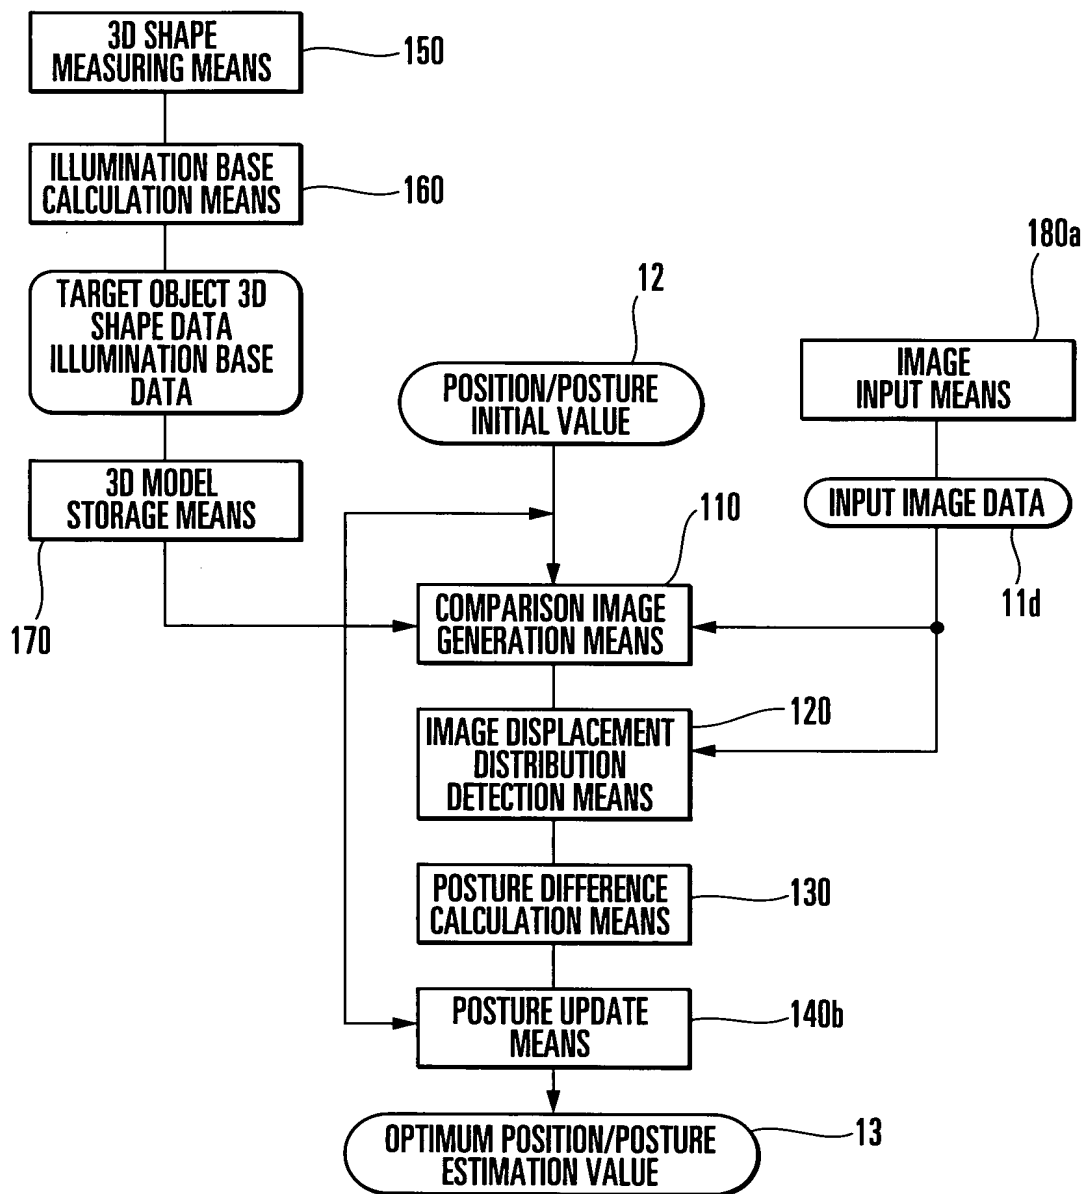 3D SHAPE
MEASURING MEANS
150
ILLUMINATION BASE
CALCULATION MEANS
160
TARGET OBJECT 3D
SHAPE DATA
ILLUMINATION BASE
DATA
3D MODEL
STORAGE MEANS
170
12
POSITION/POSTURE
INITIAL VALUE
180a
IMAGE
INPUT MEANS
INPUT IMAGE DATA
11d
110
COMPARISON IMAGE
GENERATION MEANS
120
IMAGE DISPLACEMENT
DISTRIBUTION
DETECTION MEANS
POSTURE DIFFERENCE
CALCULATION MEANS
130
POSTURE UPDATE
MEANS
140b
OPTIMUM POSITION/POSTURE
ESTIMATION VALUE
13